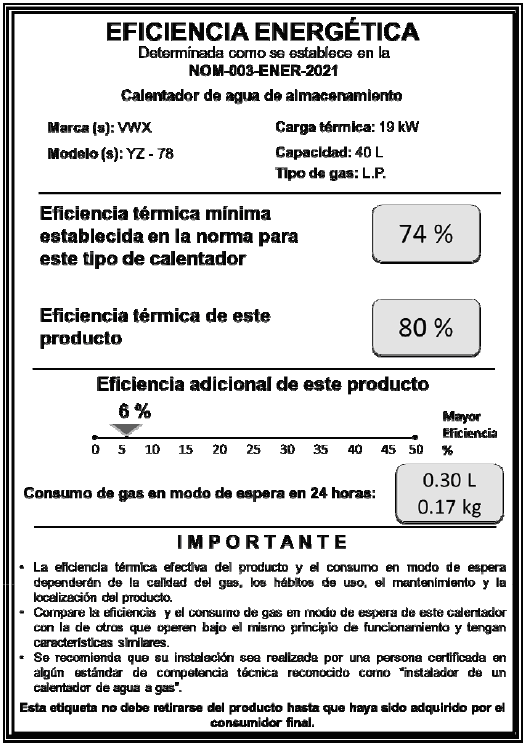 EFICIENCIA ENERGÉTICA
Determinada como se establece en la
NOM-003-ENER-2021
Calentador de agua de almacenamiento
Marca (s): VWX
Carga térmica: 19 kW
Modelo (s): YZ - 78
Capacidad: 40 L
Tipo de gas: L.P.
Eficiencia térmica mínima
establecida en la norma para
este tipo de calentador
74 %
Eficiencia térmica de este
producto
80 %
Eficiencia adicional de este producto
6 %
Mayor
Eficiencia
%
0 5 10 15 20 25 30 35 40 45 50
Consumo de gas en modo de espera en 24 horas:
0.30 L
0.17 kg
IMPORTANTE
• La eficiencia térmica efectiva del producto y el consumo en modo de espera
dependerán de la calidad del gas, los hábitos de uso, el mantenimiento y la
localización del producto.
• Compare la eficiencia y el consumo de gas en modo de espera de este calentador
con la de otros que operen bajo el mismo principio de funcionamiento y tengan
características similares.
• Se recomienda que su instalación sea realizada por una persona certificada en
algún estándar de competencia técnica reconocido como "instalador de un
calentador de agua a gas".
Esta etiqueta no debe retirarse del producto hasta que haya sido adquirido por el
consumidor final.